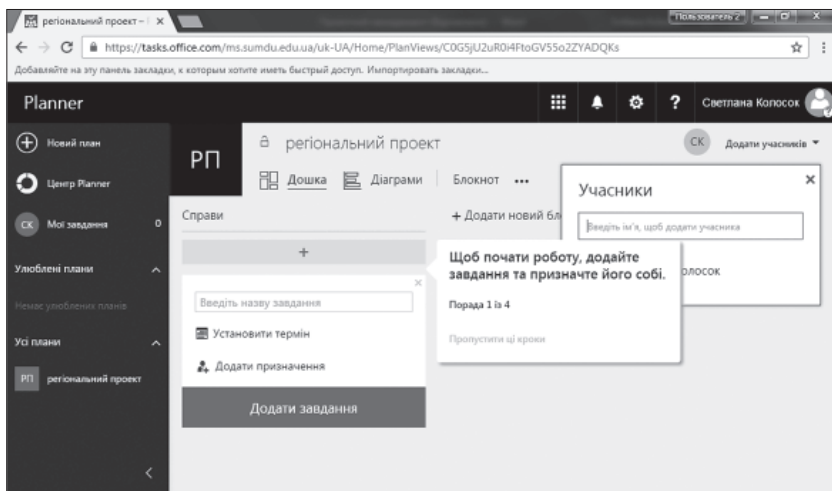 регіональний проект –
Пользователь 2
https://tasks.office.com/ms.sumdu.edu.ua/uk-UA/Home/PlanViews/C0G5jU2uR0i4FtoGV55o2ZYADQKs
Добавляйте на эту панель закладки, к которым хотите иметь быстрый доступ. Импортировать закладки...
Planner
?
Светлана Колосок
Новий план
РП
регіональний проект
СК
Додати учасників
Центр Planner
Дошка
Діаграми
Блокнот
•••
Учасники
СК
Мої завдання
0
Справи
+ Додати новий бл
Введіть ім'я, щоб додати учасника
+
Улюблені плани
Щоб почати роботу, додайте
завдання та призначте його собі.
олосок
Немає улюблених планів
Введіть назву завдання
Порада 1 із 4
Усі плани
Установити термін
Пропустити ці кроки
РП
регіональний проект
Додати призначення
Додати завдання